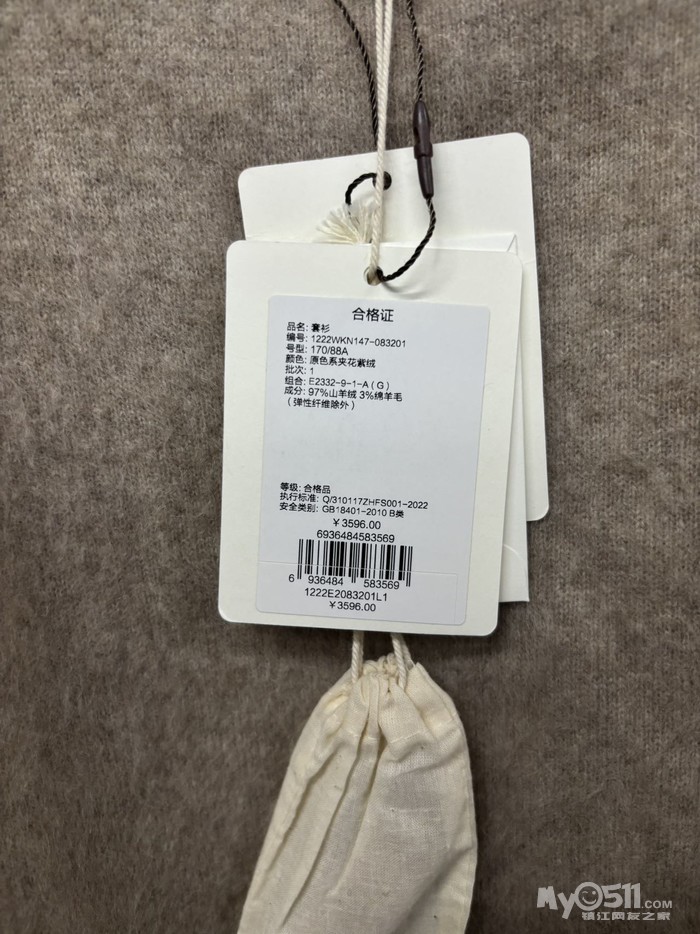 合格证
品名: 套衫
编号: 1222WKN147-083201
号型: 170/88A
颜色: 原色系夹花紫绒
批次: 1
组合: E2332-9-1-A(G)
成分: 97%山羊绒 3%绵羊毛
(弹性纤维除外)
等级: 合格品
执行标准: Q/310117ZHFS001-2022
安全类别: GB18401-2010 B类
¥3596.00
6936484583569
6 936484 583569
1222E2083201L1
¥3596.00
My0511.COM
镇江网友之家